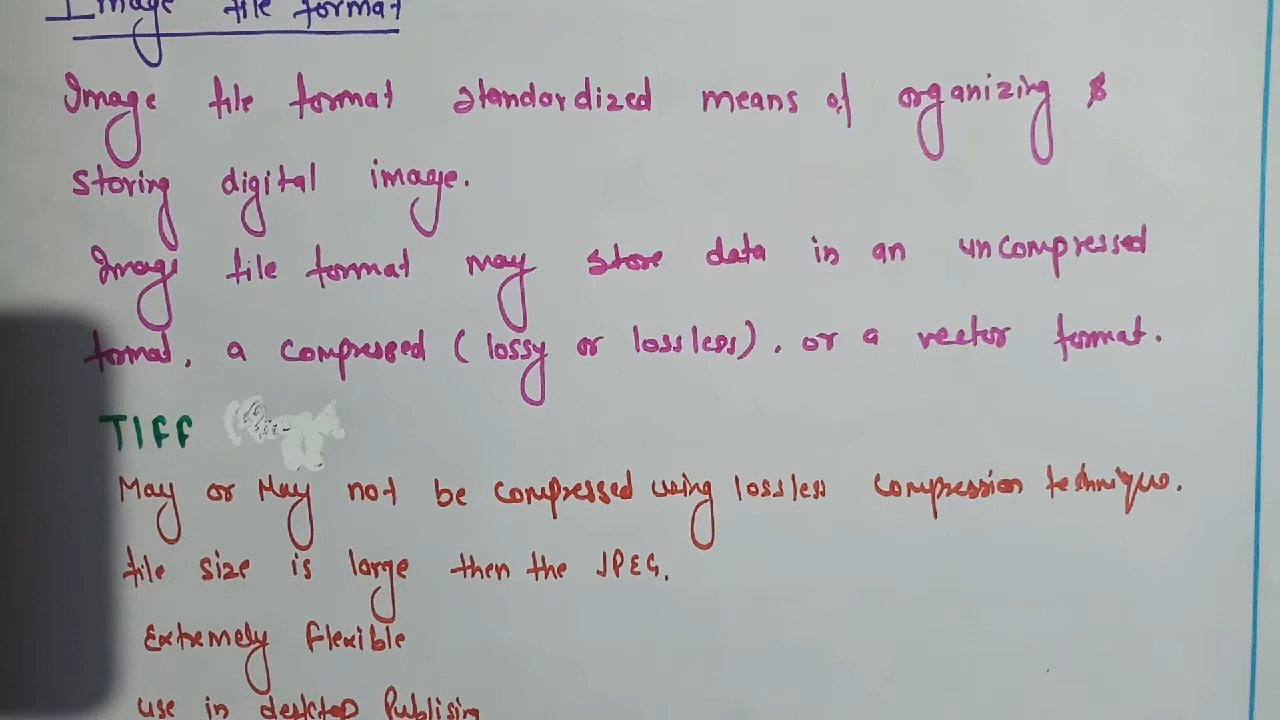 Image file format
Image file format standardized means of organizing &
storing digital image.
Image file format may store data in an uncompressed
format, a compressed (lossy or lossless), or a vector format.
TIFF
May or May not be compressed using lossless compression technique.
file size is large then the JPEG.
Extremely flexible
use in desktop Publising